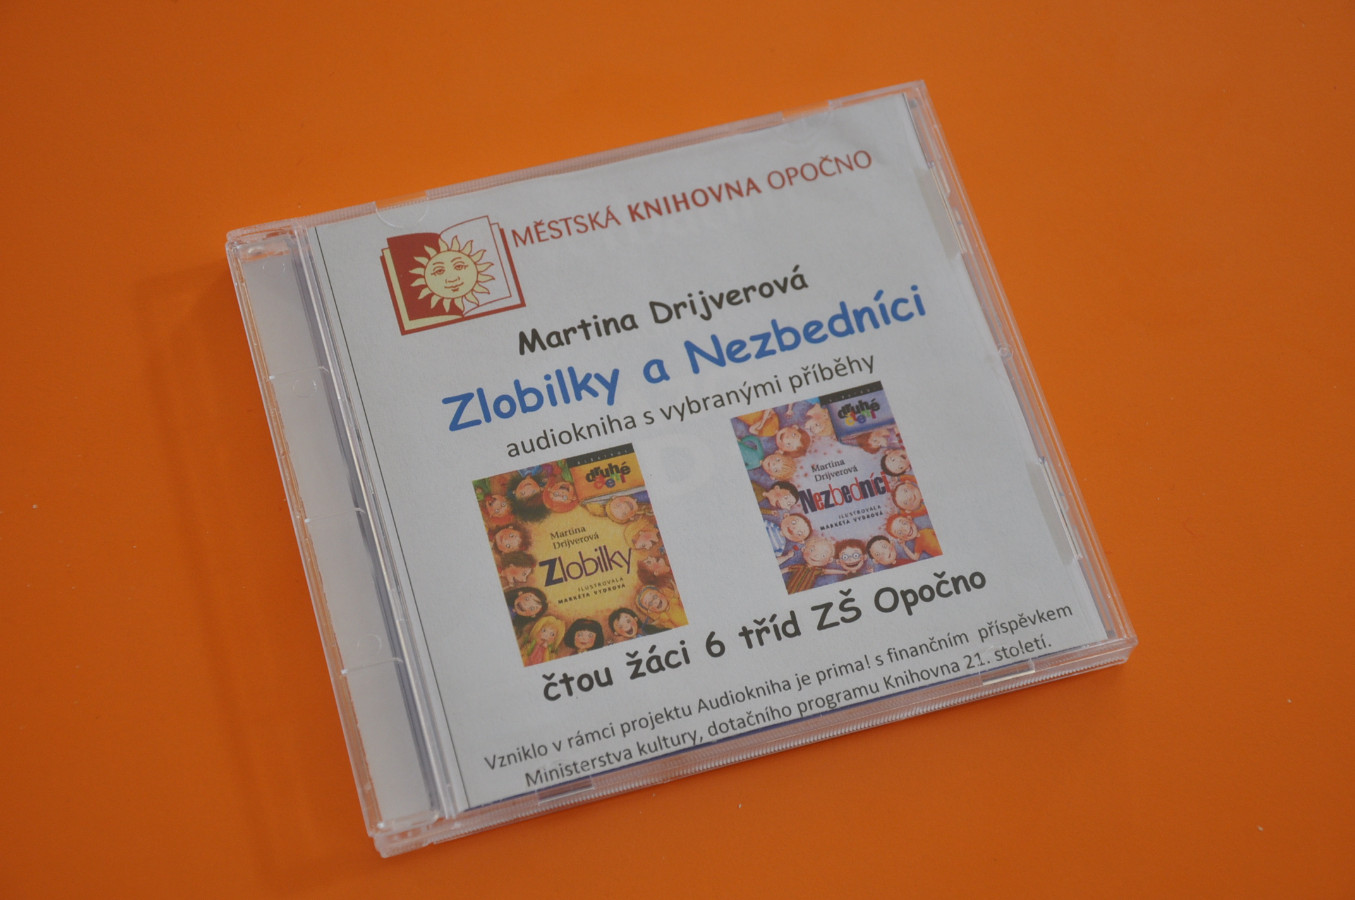 MĚSTSKÁ KNIHOVNA OPOČNO
Martina Drijverová
Zlobilky a Nezbedníci
audiokniha s vybranými příběhy
druhé
čtení
Martina
Drijverová
Zlobilky
ILUSTROVALA
MARKÉTA VYDROVÁ
druhé
čtení
Martina
Drijverová
Nezbedníci
ILUSTROVALA
MARKÉTA VYDROVÁ
čtou žáci 6 tříd ZŠ Opočno
Vzniklo v rámci projektu Audiokniha je prima! s finančním příspěvkem
Ministerstva kultury, dotačního programu Knihovna 21. století.